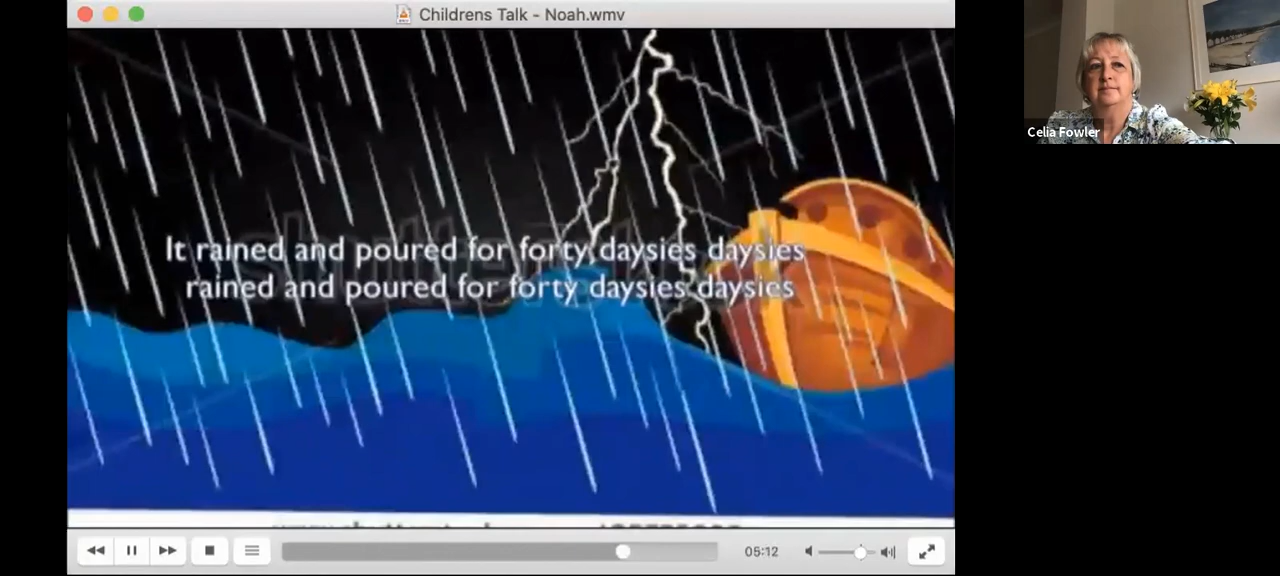 Childrens Talk - Noah.wmv
Celia Fowler
It rained and poured for forty daysies daysies
rained and poured for forty daysies daysies
05:12